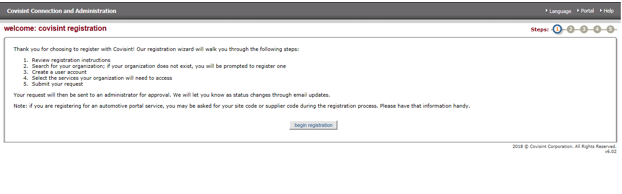 Covisint Connection and Administration
Language Portal Help
welcome: covisint registration
Steps: 1 2 3 4 5
Thank you for choosing to register with Covisint! Our registration wizard will walk you through the following steps:
1. Review registration instructions
2. Search for your organization; if your organization does not exist, you will be prompted to register one
3. Create a user account
4. Select the services your organization will need to access
5. Submit your request
Your request will then be sent to an administrator for approval. We will let you know as status changes through email updates.
Note: if you are registering for an automotive portal service, you may be asked for your site code or supplier code during the registration process. Please have that information handy.
begin registration
2018 © Covisint Corporation. All Rights Reserved.
v6.02